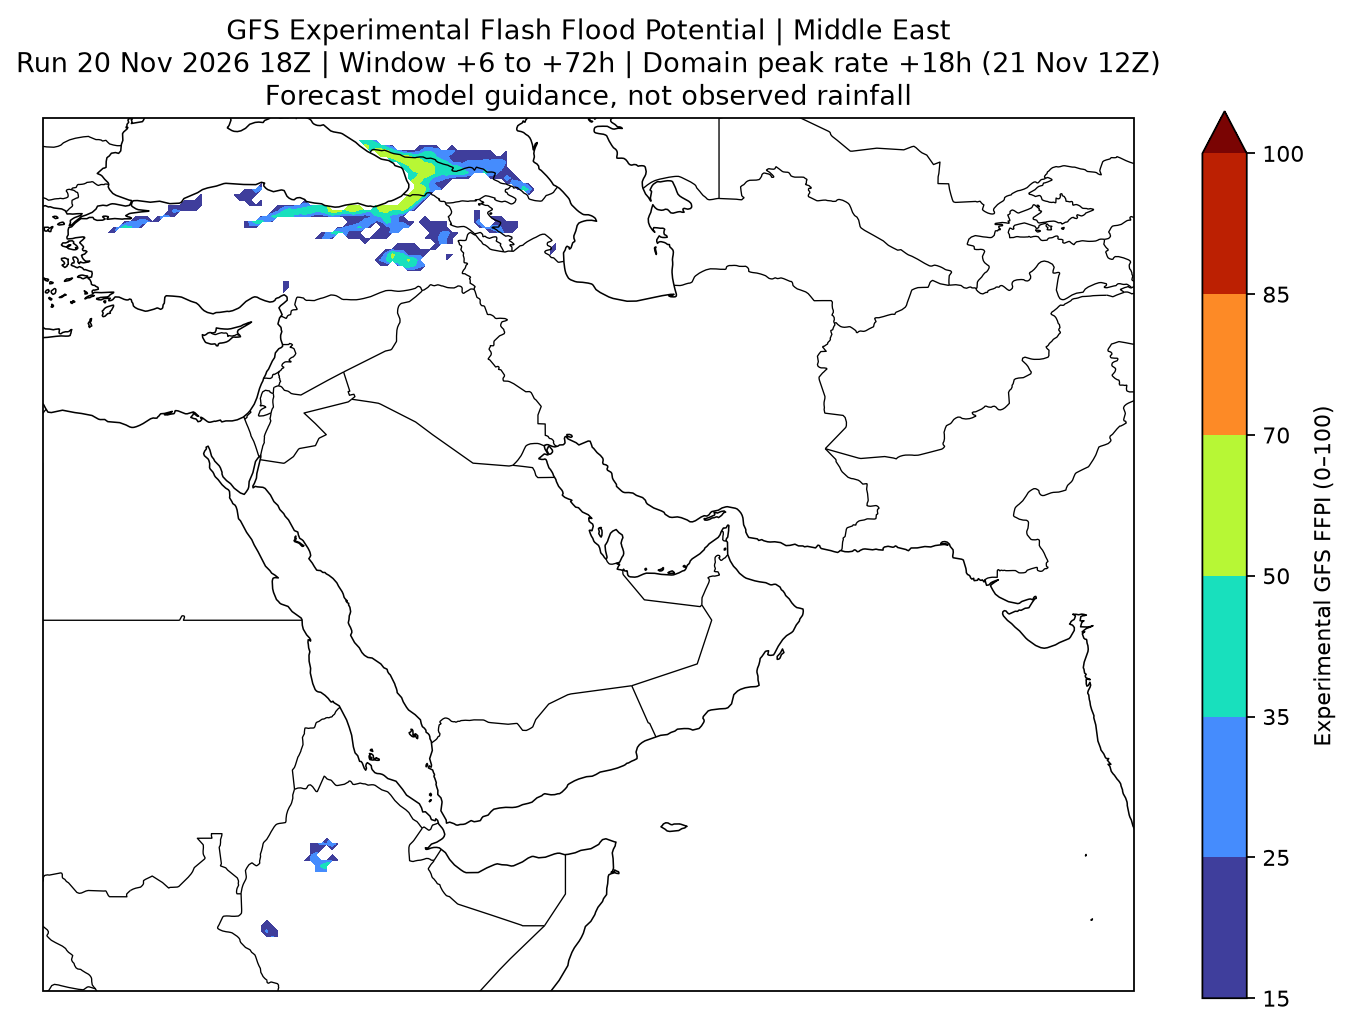 GFS Experimental Flash Flood Potential | Middle East
Run 20 Nov 2026 18Z | Window +6 to +72h | Domain peak rate +18h (21 Nov 12Z)
Forecast model guidance, not observed rainfall
100
85
70
50
35
25
15
Experimental GFS FFPI (0–100)